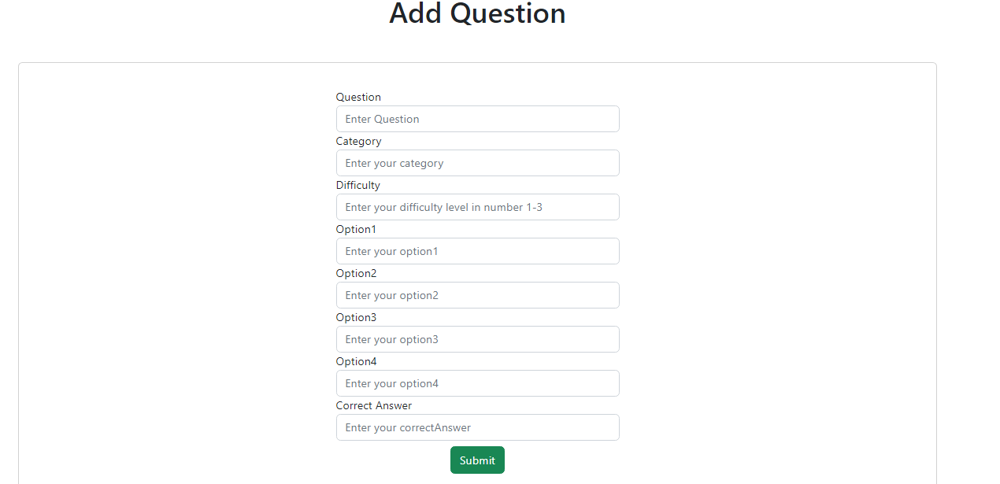 Add Question
Question
Enter Question
Category
Enter your category
Difficulty
Enter your difficulty level in number 1-3
Option1
Enter your option1
Option2
Enter your option2
Option3
Enter your option3
Option4
Enter your option4
Correct Answer
Enter your correctAnswer
Submit